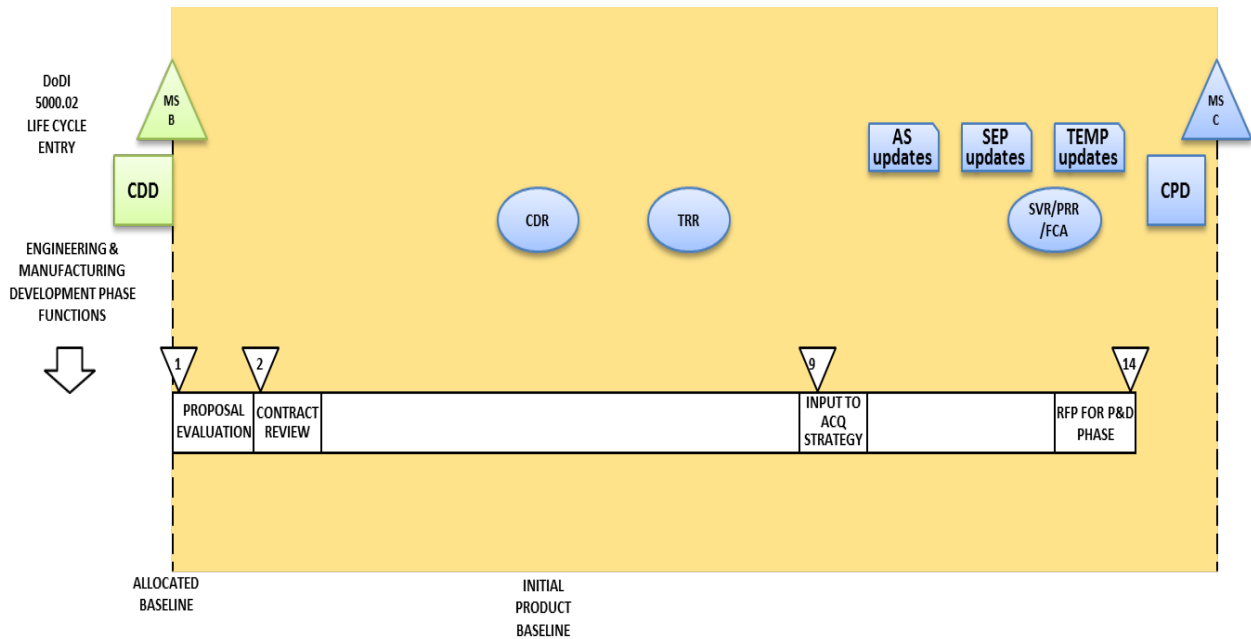 DoDI
5000.02
LIFE CYCLE
ENTRY
MS
B
MS
C
AS
updates
SEP
updates
TEMP
updates
CDD
CPD
CDR
TRR
SVR/PRR
/FCA
ENGINEERING &
MANUFACTURING
DEVELOPMENT PHASE
FUNCTIONS
1
2
9
14
PROPOSAL
EVALUATION
CONTRACT
REVIEW
INPUT TO
ACQ
STRATEGY
RFP FOR P&D
PHASE
ALLOCATED
BASELINE
INITIAL
PRODUCT
BASELINE